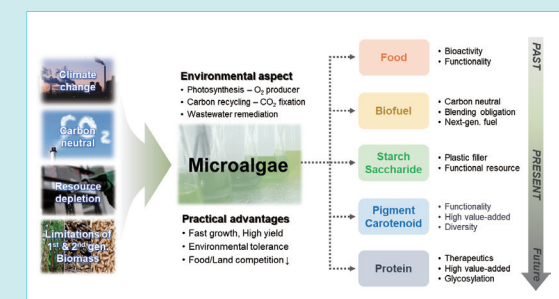 Climate
change
Carbon
neutral
CO₂
Resource
depletion
Limitations of
1st & 2nd gen.
Biomass
Environmental aspect
• Photosynthesis – O₂ producer
• Carbon recycling – CO₂ fixation
• Wastewater remediation
Microalgae
Practical advantages
• Fast growth, High yield
• Environmental tolerance
• Food/Land competition ↓
Food
• Bioactivity
• Functionality
Biofuel
• Carbon neutral
• Blending obligation
• Next-gen. fuel
Starch
Saccharide
• Plastic filler
• Functional resource
Pigment
Carotenoid
• Functionality
• High value-added
• Diversity
Protein
• Therapeutics
• High value-added
• Glycosylation
PAST
PRESENT
Future